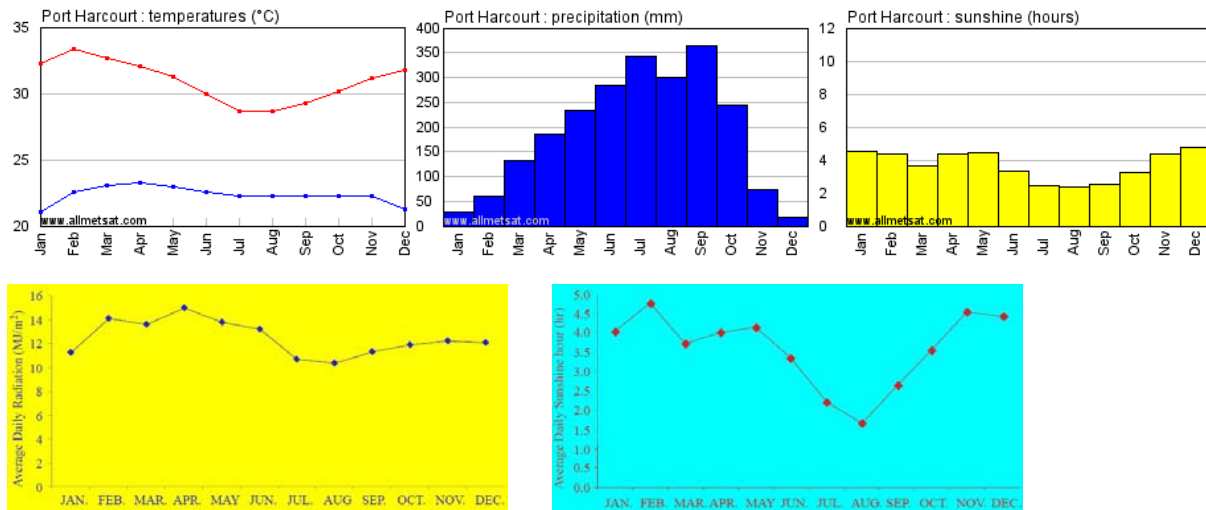 Port Harcourt : temperatures (°C)
35
30
25
20
www.allmetsat.com
Jan
Feb
Mar
Apr
May
Jun
Jul
Aug
Sep
Oct
Nov
Dec
Port Harcourt : precipitation (mm)
400
350
300
250
200
150
100
50
0
www.allmetsat.com
Jan
Feb
Mar
Apr
May
Jun
Jul
Aug
Sep
Oct
Nov
Dec
Port Harcourt : sunshine (hours)
12
10
8
6
4
2
0
www.allmetsat.com
Jan
Feb
Mar
Apr
May
Jun
Jul
Aug
Sep
Oct
Nov
Dec
Average Daily Radiation (MJ/m²)
16
14
12
10
8
6
4
2
0
JAN. FEB. MAR. APR. MAY JUN. JUL. AUG SEP. OCT. NOV. DEC.
Average Daily Sunshine hour (hr)
5.0
4.5
4.0
3.5
3.0
2.5
2.0
1.5
1.0
0.5
0.0
JAN. FEB. MAR. APR. MAY JUN. JUL. AUG. SEP. OCT. NOV. DEC.